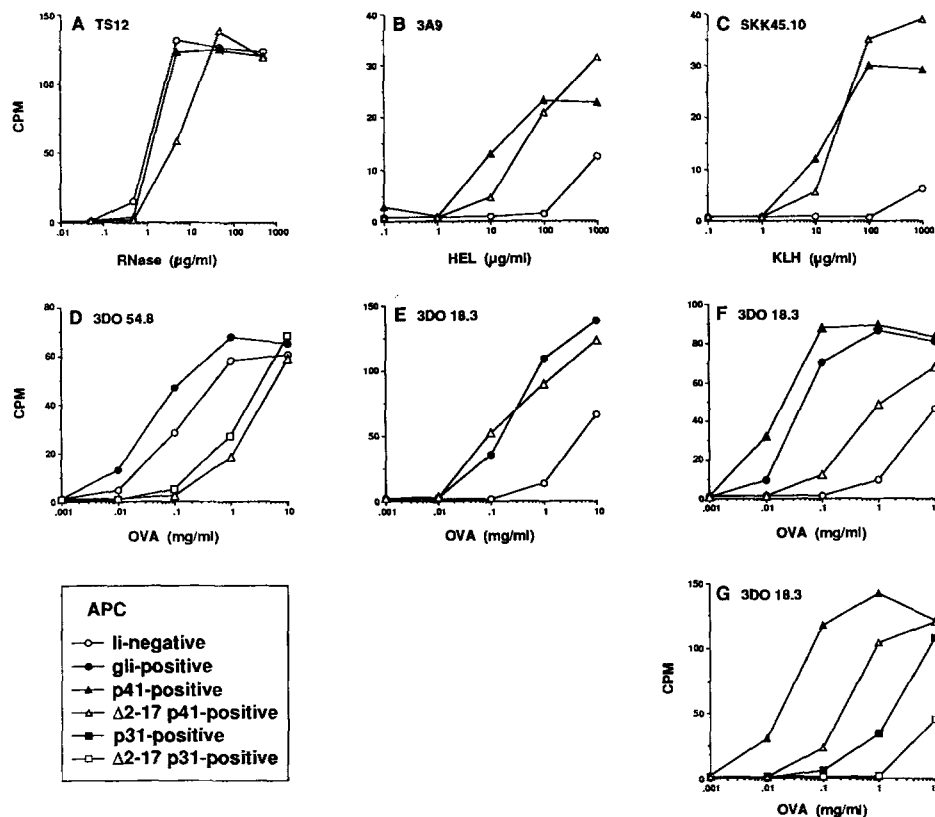 A TS12
150
100
50
0
CPM
.01 .1 1 10 100 1000
RNase (µg/ml)
B 3A9
40
30
20
10
0
.1 1 10 100 1000
HEL (µg/ml)
C SKK45.10
40
30
20
10
0
.1 1 10 100 1000
KLH (µg/ml)
D 3DO 54.8
80
60
40
20
0
CPM
.001 .01 .1 1 10
OVA (mg/ml)
E 3DO 18.3
150
100
50
0
.001 .01 .1 1 10
OVA (mg/ml)
F 3DO 18.3
100
80
60
40
20
0
.001 .01 .1 1
OVA (mg/ml)
APC
Ii-negative
gIi-positive
p41-positive
Δ2-17 p41-positive
p31-positive
Δ2-17 p31-positive
G 3DO 18.3
150
100
50
0
CPM
.001 .01 .1 1
OVA (mg/ml)